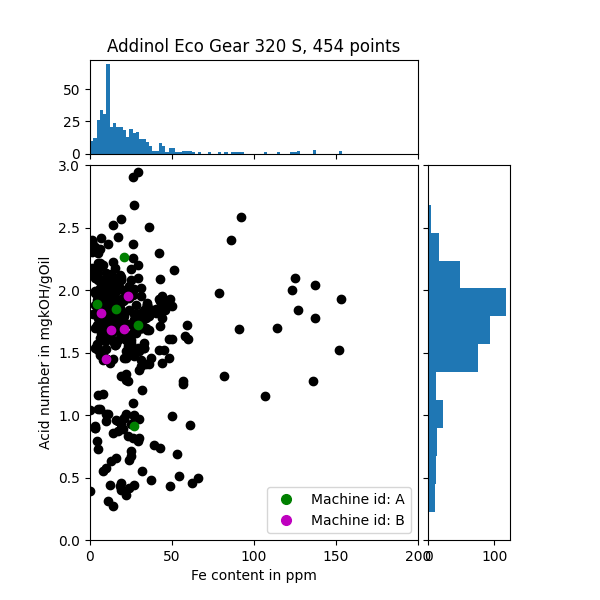 Addinol Eco Gear 320 S, 454 points
50
25
0
3.0
2.5
2.0
1.5
1.0
0.5
0.0
Acid number in mgkOH/gOil
Machine id: A
Machine id: B
0 50 100 150 200
0 100
Fe content in ppm